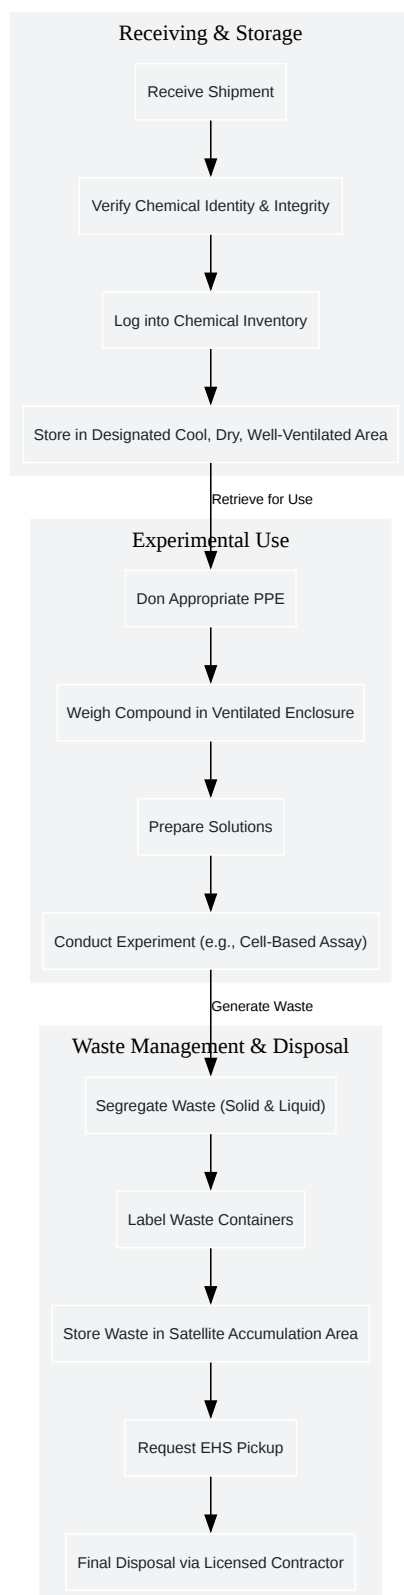 Receiving & Storage
Receive Shipment
Verify Chemical Identity & Integrity
Log into Chemical Inventory
Store in Designated Cool, Dry, Well-Ventilated Area
Retrieve for Use
Experimental Use
Don Appropriate PPE
Weigh Compound in Ventilated Enclosure
Prepare Solutions
Conduct Experiment (e.g., Cell-Based Assay)
Generate Waste
Waste Management & Disposal
Segregate Waste (Solid & Liquid)
Label Waste Containers
Store Waste in Satellite Accumulation Area
Request EHS Pickup
Final Disposal via Licensed Contractor